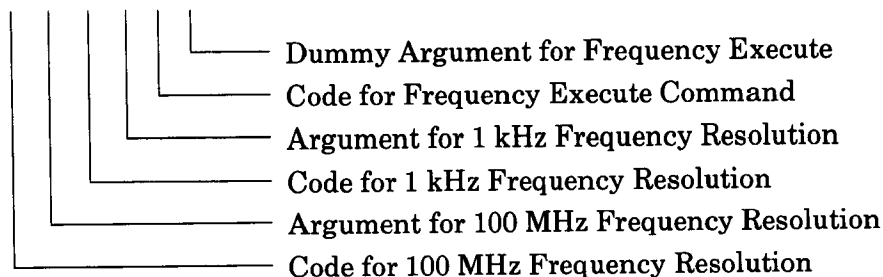 Dummy Argument for Frequency Execute
Code for Frequency Execute Command
Argument for 1 kHz Frequency Resolution
Code for 1 kHz Frequency Resolution
Argument for 100 MHz Frequency Resolution
Code for 100 MHz Frequency Resolution